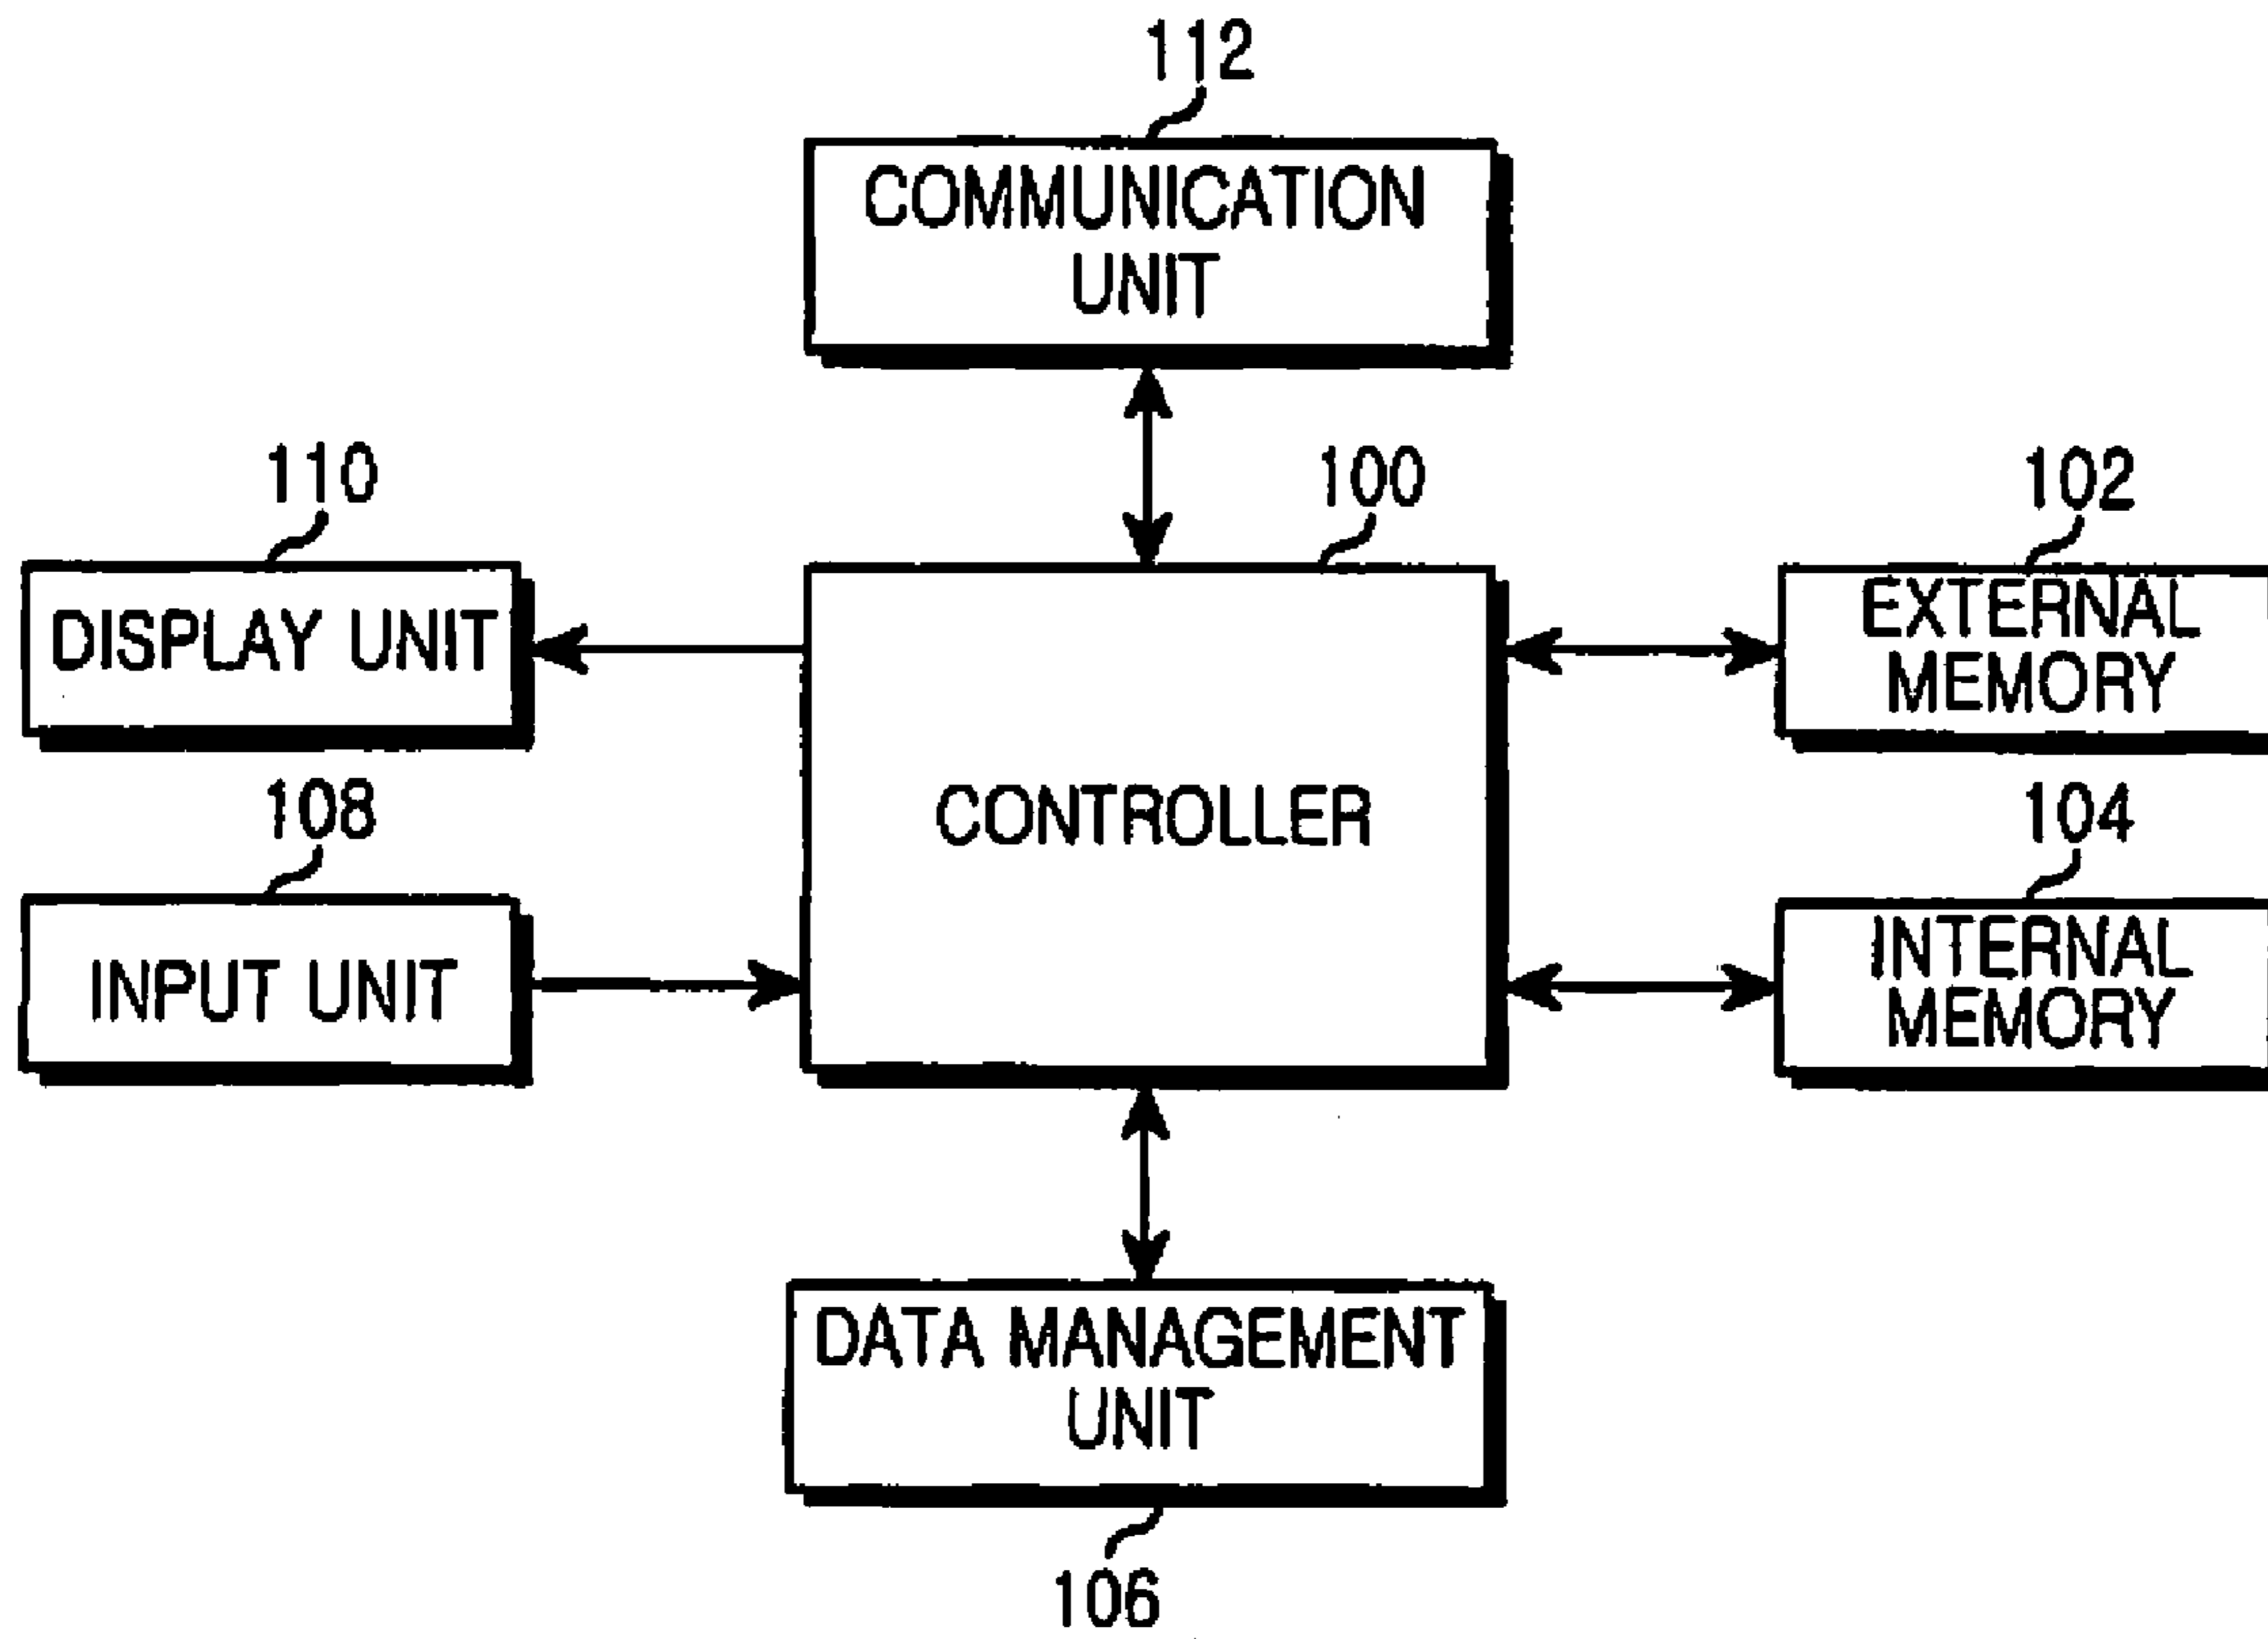 112
COMMUNICATION
UNIT
110
100
102
DISPLAY UNIT
EXTERNAL
MEMORY
108
CONTROLLER
104
INPUT UNIT
INTERNAL
MEMORY
DATA MANAGEMENT
UNIT
106